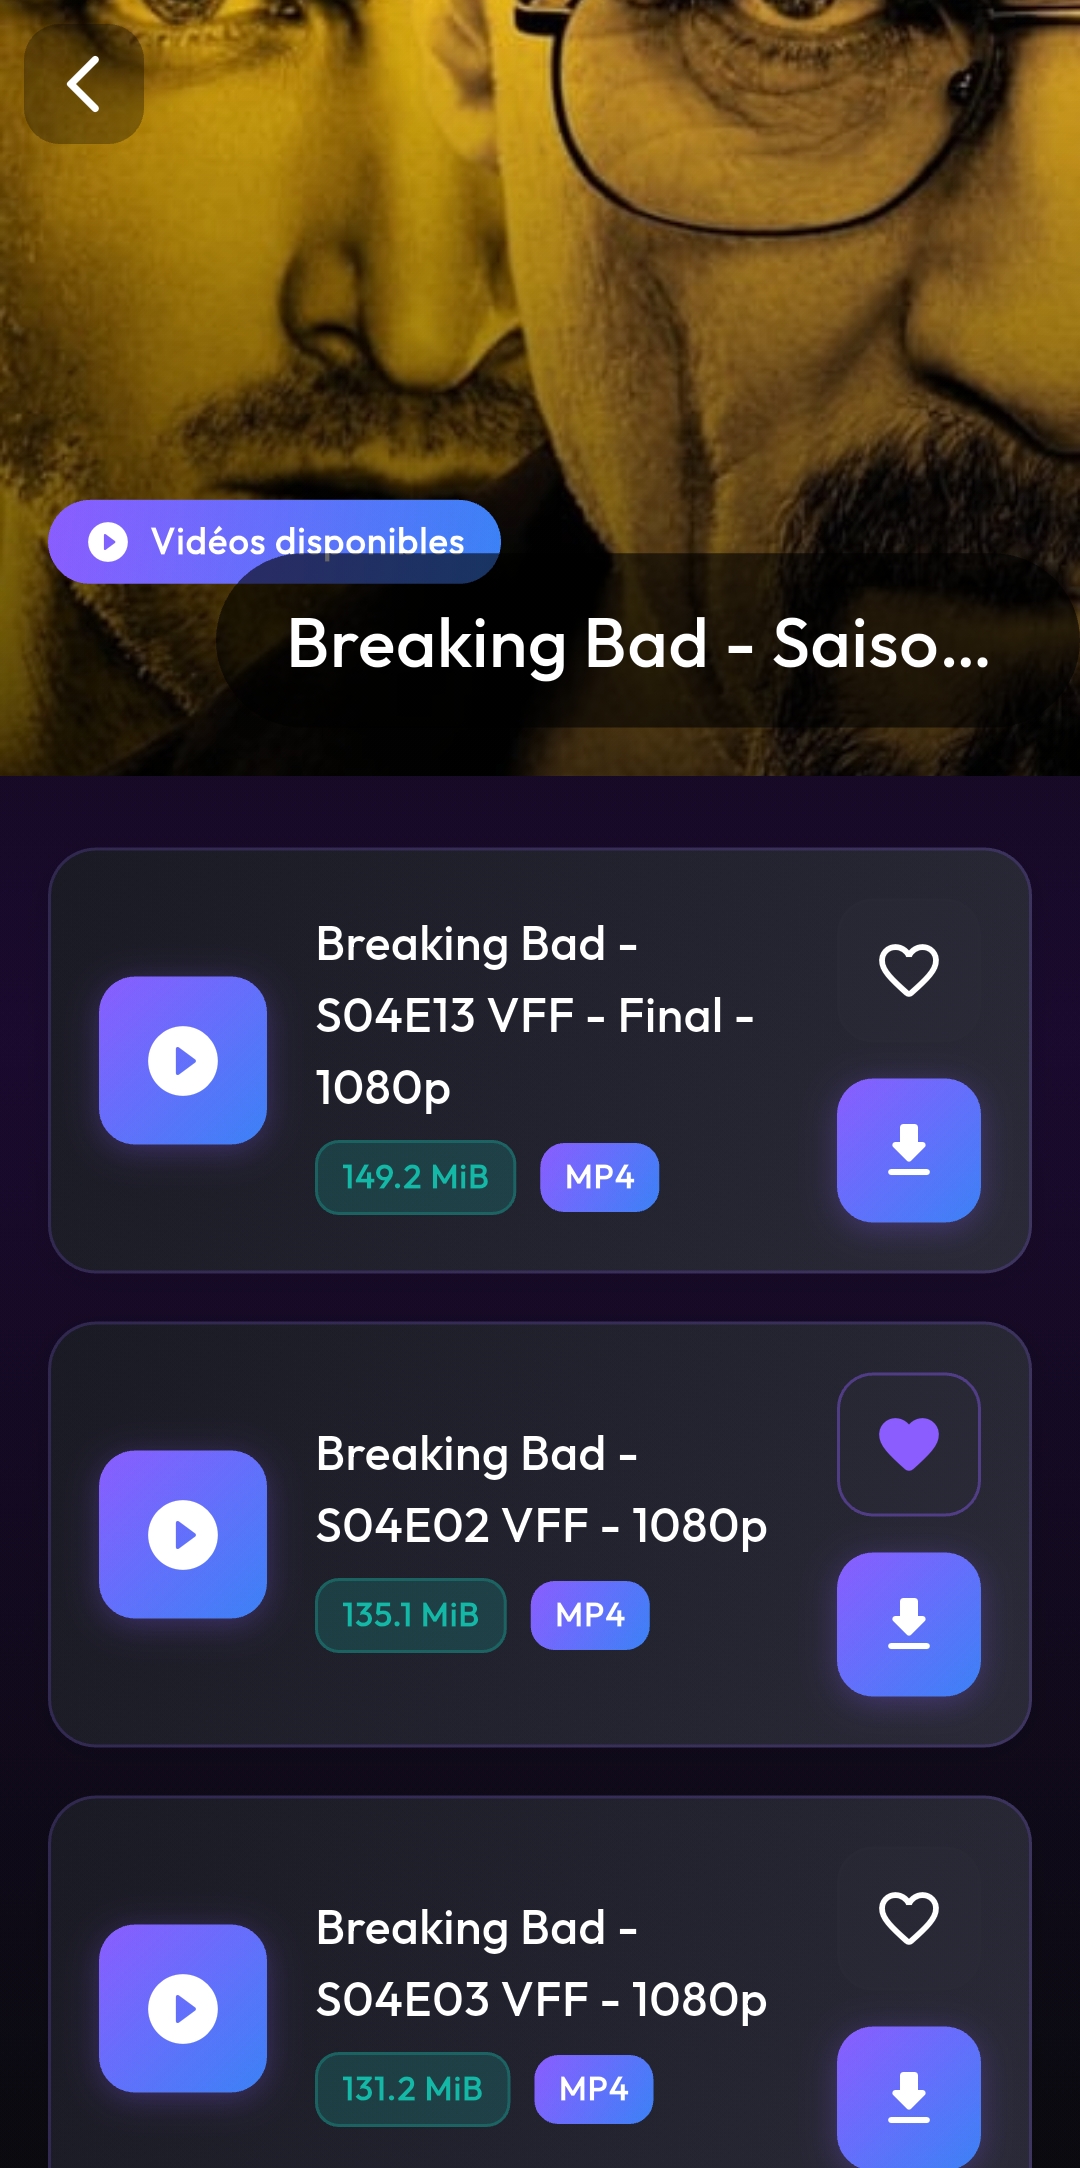 Vidéos disponibles
Breaking Bad - Saiso...
Breaking Bad -
S04E13 VFF - Final -
1080p
149.2 MiB MP4
Breaking Bad -
S04E02 VFF - 1080p
135.1 MiB MP4
Breaking Bad -
S04E03 VFF - 1080p
131.2 MiB MP4